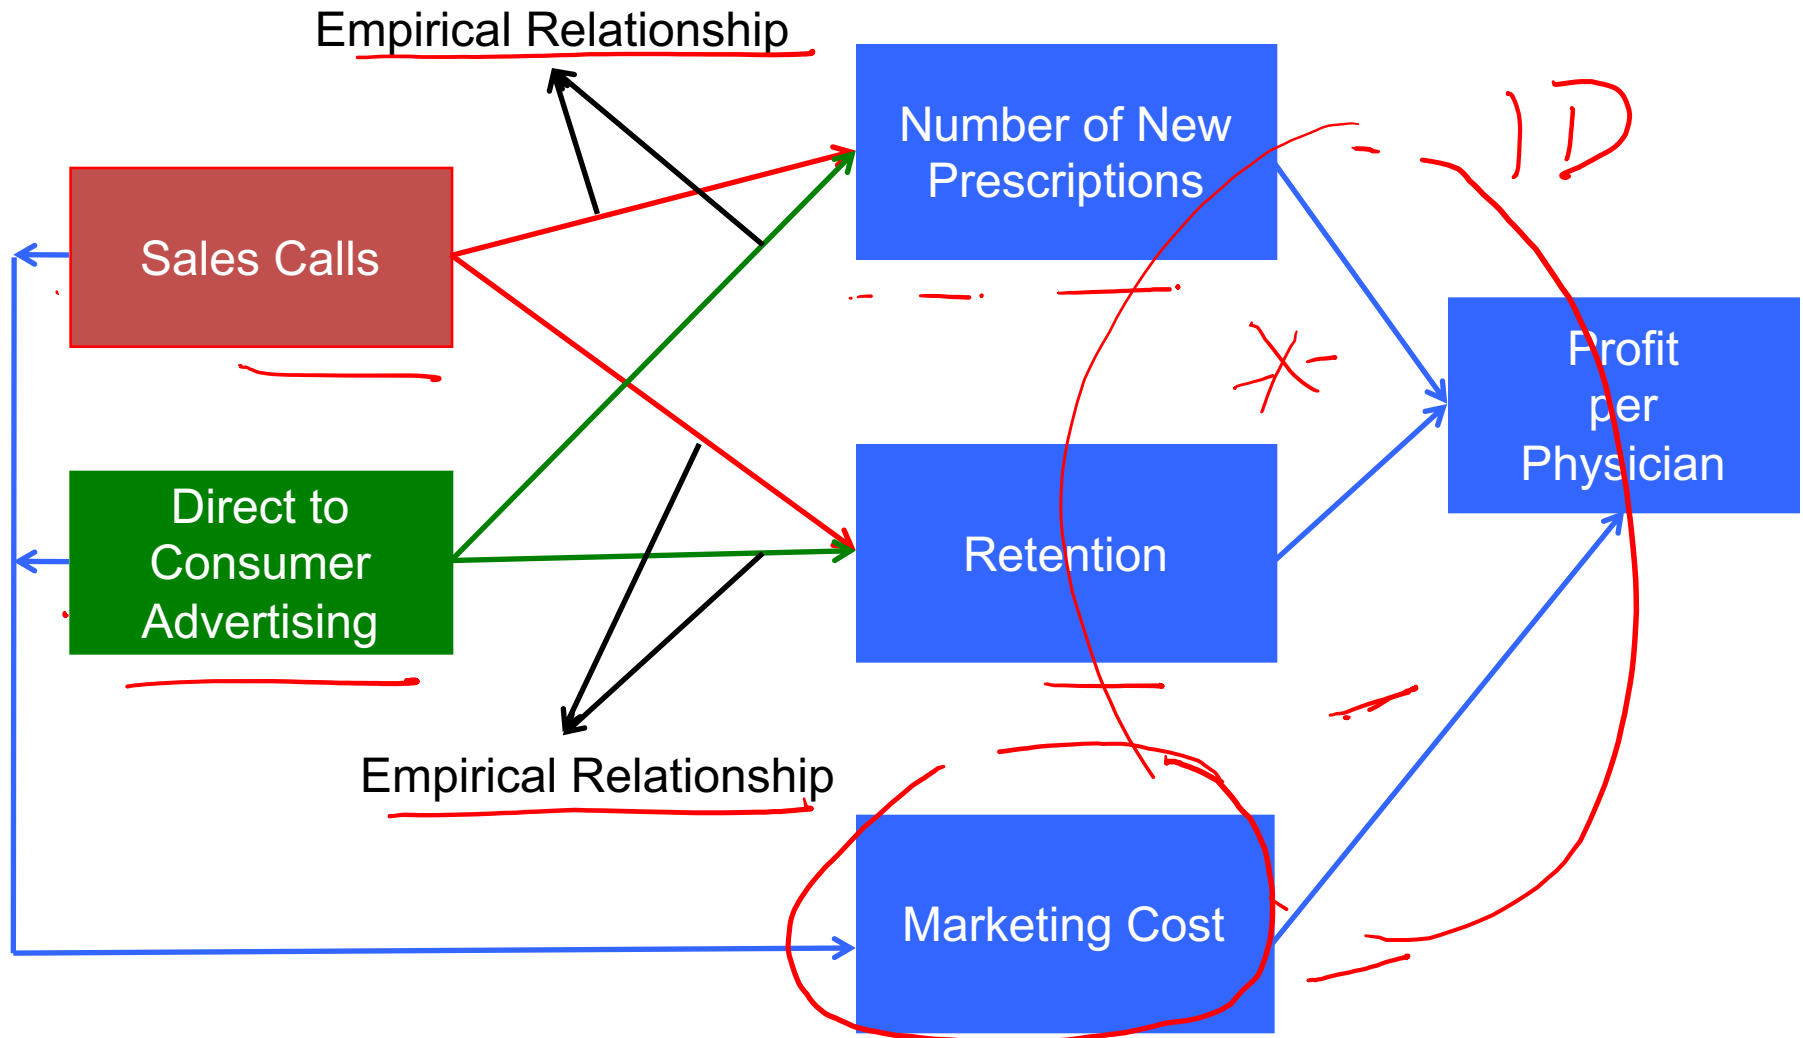 Empirical Relationship
Number of New
Prescriptions
Sales Calls
Profit
per
Physician
Direct to
Consumer
Advertising
Retention
Empirical Relationship
Marketing Cost